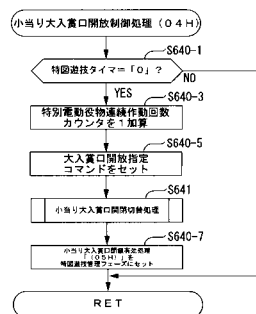 小当り大入賞口開放制御処理(04H)
S640-1
特図遊技タイマ=「0」?
NO
YES
S640-3
特別電動役物連続作動回数
カウンタを1加算
S640-5
大入賞口開放指定
コマンドをセット
S641
小当り大入賞口開閉切替処理
S640-7
小当り大入賞口閉鎖有効処理
「(05H)」を
特図遊技管理フェーズにセット
RET